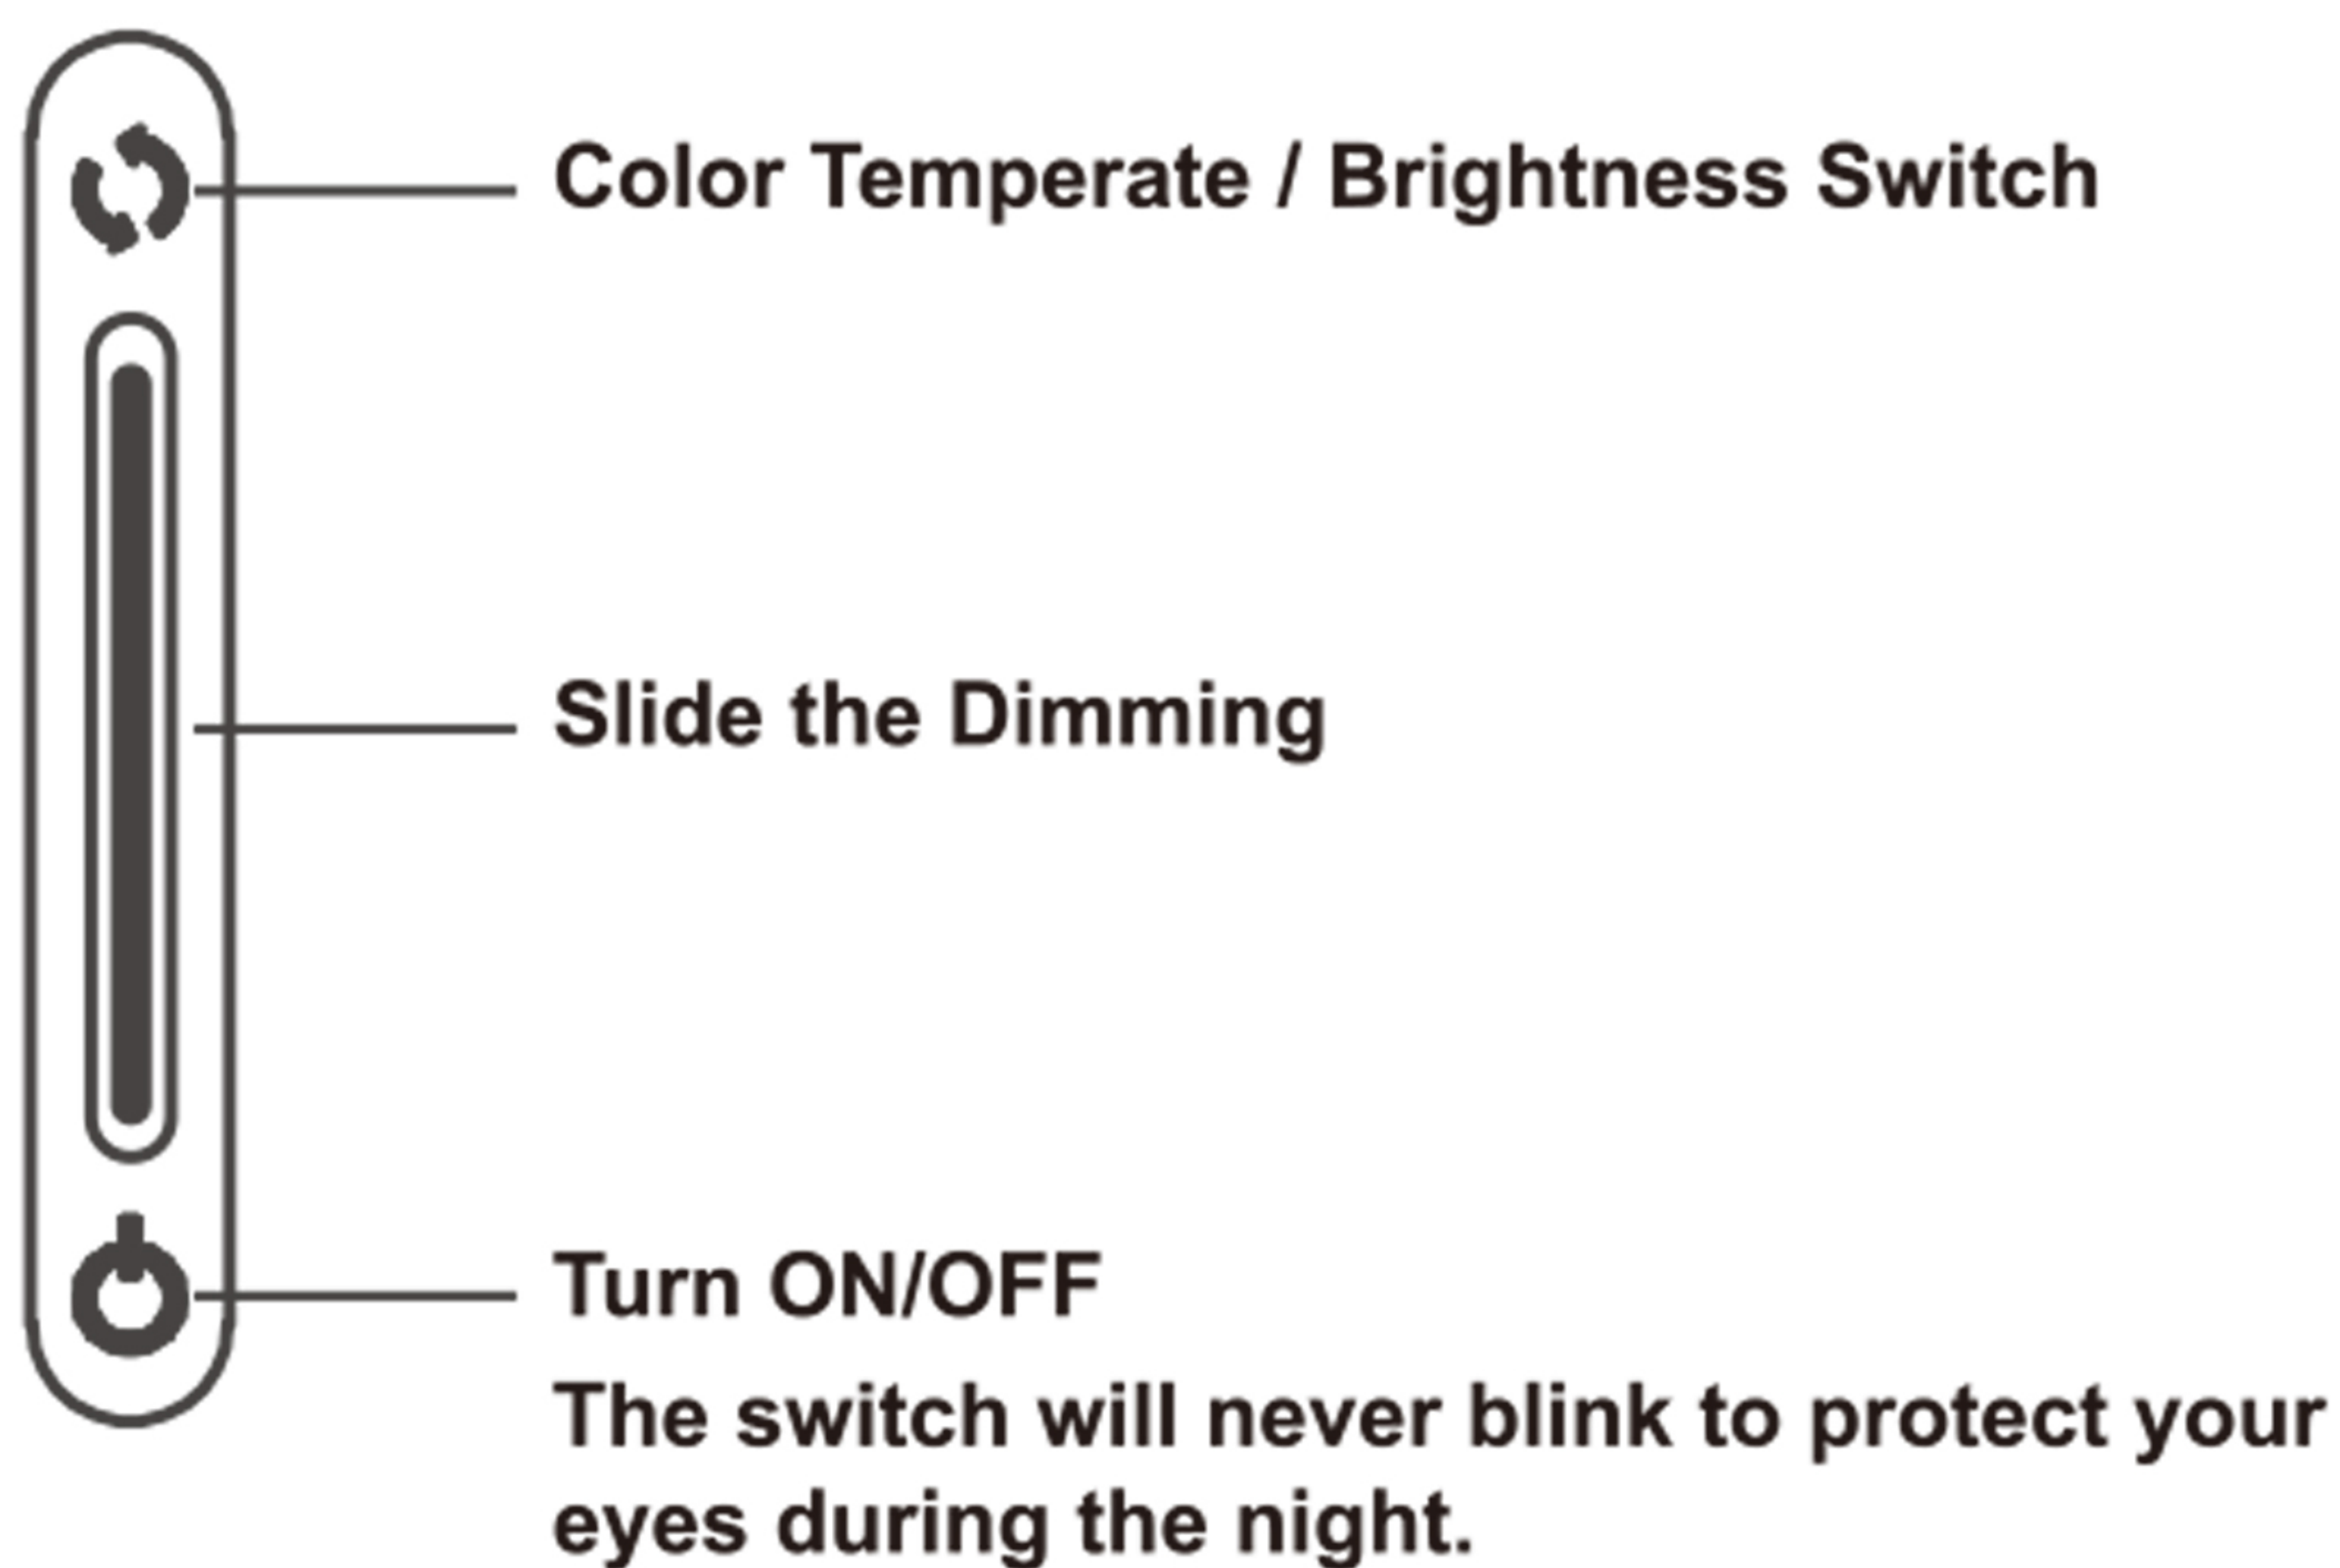 Color Temperate / Brightness Switch
Slide the Dimming
Turn ON/OFF
The switch will never blink to protect your
eyes during the night.